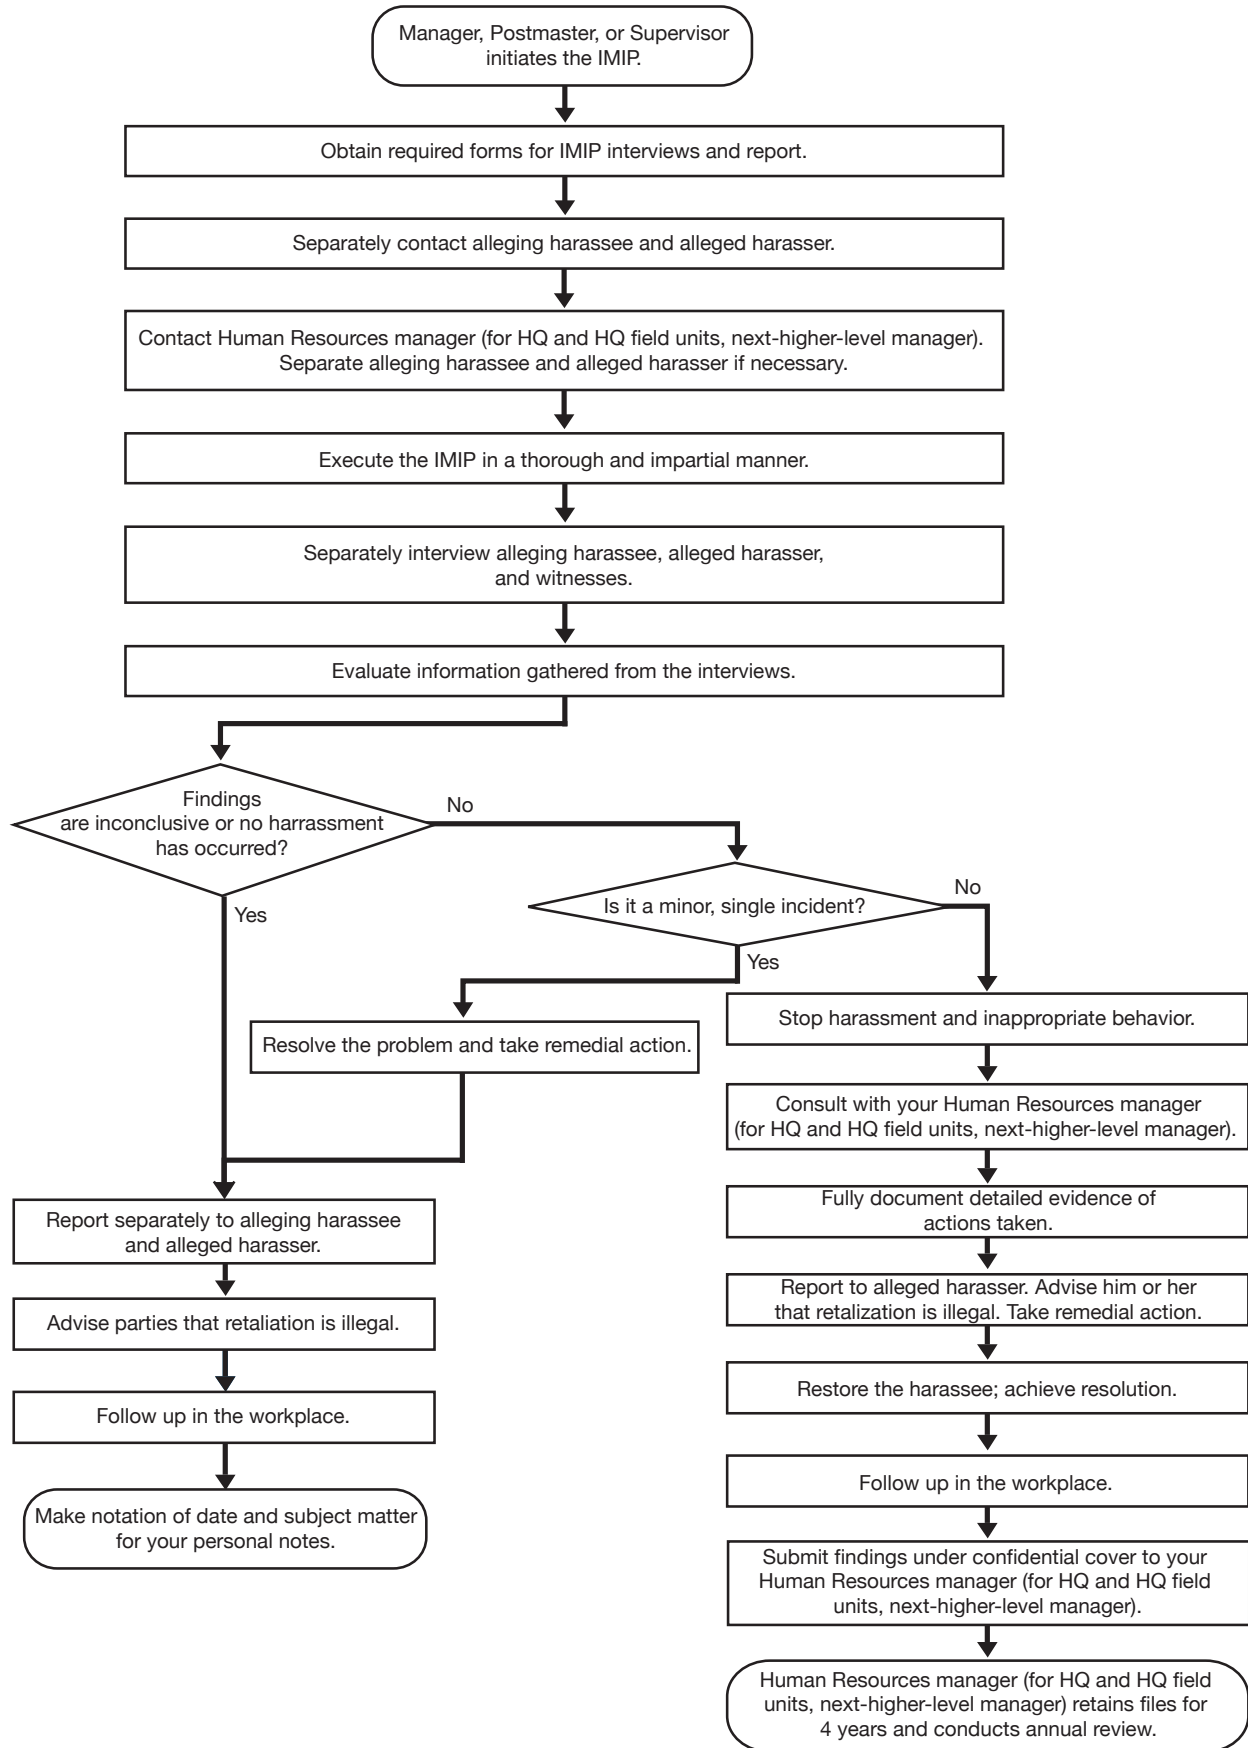 Manager, Postmaster, or Supervisor
initiates the IMIP.
Obtain required forms for IMIP interviews and report.
Separately contact alleging harassee and alleged harasser.
Contact Human Resources manager (for HQ and HQ field units, next-higher-level manager).
Separate alleging harassee and alleged harasser if necessary.
Execute the IMIP in a thorough and impartial manner.
Separately interview alleging harassee, alleged harasser,
and witnesses.
Evaluate information gathered from the interviews.
Findings
are inconclusive or no harrassment
has occurred?
No
Yes
Is it a minor, single incident?
No
Yes
Resolve the problem and take remedial action.
Report separately to alleging harassee
and alleged harasser.
Advise parties that retaliation is illegal.
Follow up in the workplace.
Make notation of date and subject matter
for your personal notes.
Stop harassment and inappropriate behavior.
Consult with your Human Resources manager
(for HQ and HQ field units, next-higher-level manager).
Fully document detailed evidence of
actions taken.
Report to alleged harasser. Advise him or her
that retalization is illegal. Take remedial action.
Restore the harassee; achieve resolution.
Follow up in the workplace.
Submit findings under confidential cover to your
Human Resources manager (for HQ and HQ field
units, next-higher-level manager).
Human Resources manager (for HQ and HQ field
units, next-higher-level manager) retains files for
4 years and conducts annual review.